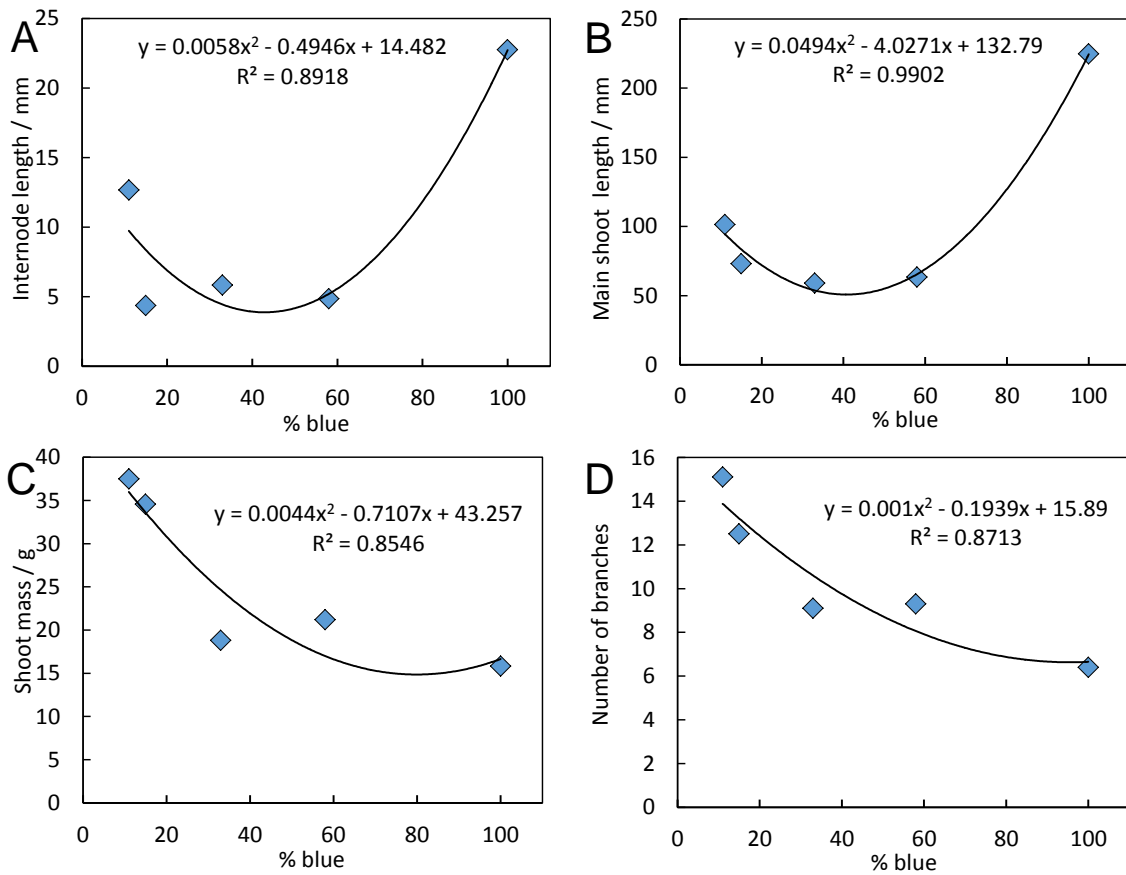 A
Internode length / mm
25
20
15
10
5
0
y = 0.0058x² - 0.4946x + 14.482
R² = 0.8918
0 20 40 60 80 100
% blue
B
Main shoot length / mm
250
200
150
100
50
0
y = 0.0494x² - 4.0271x + 132.79
R² = 0.9902
0 20 40 60 80 100
% blue
C
Shoot mass / g
40
35
30
25
20
15
10
5
0
y = 0.0044x² - 0.7107x + 43.257
R² = 0.8546
0 20 40 60 80 100
% blue
D
Number of branches
16
14
12
10
8
6
4
2
0
y = 0.001x² - 0.1939x + 15.89
R² = 0.8713
0 20 40 60 80 100
% blue